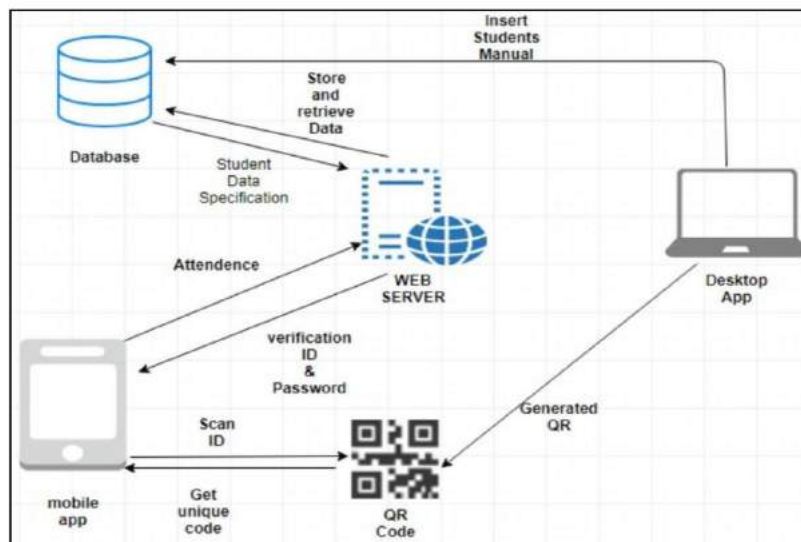 Insert
Students
Manual
Store
and
retrieve
Data
Database
Student
Data
Specification
Attendence
WEB
SERVER
Desktop
App
verification
ID
&
Password
Generated
QR
Scan
ID
mobile
app
Get
unique
code
QR
Code